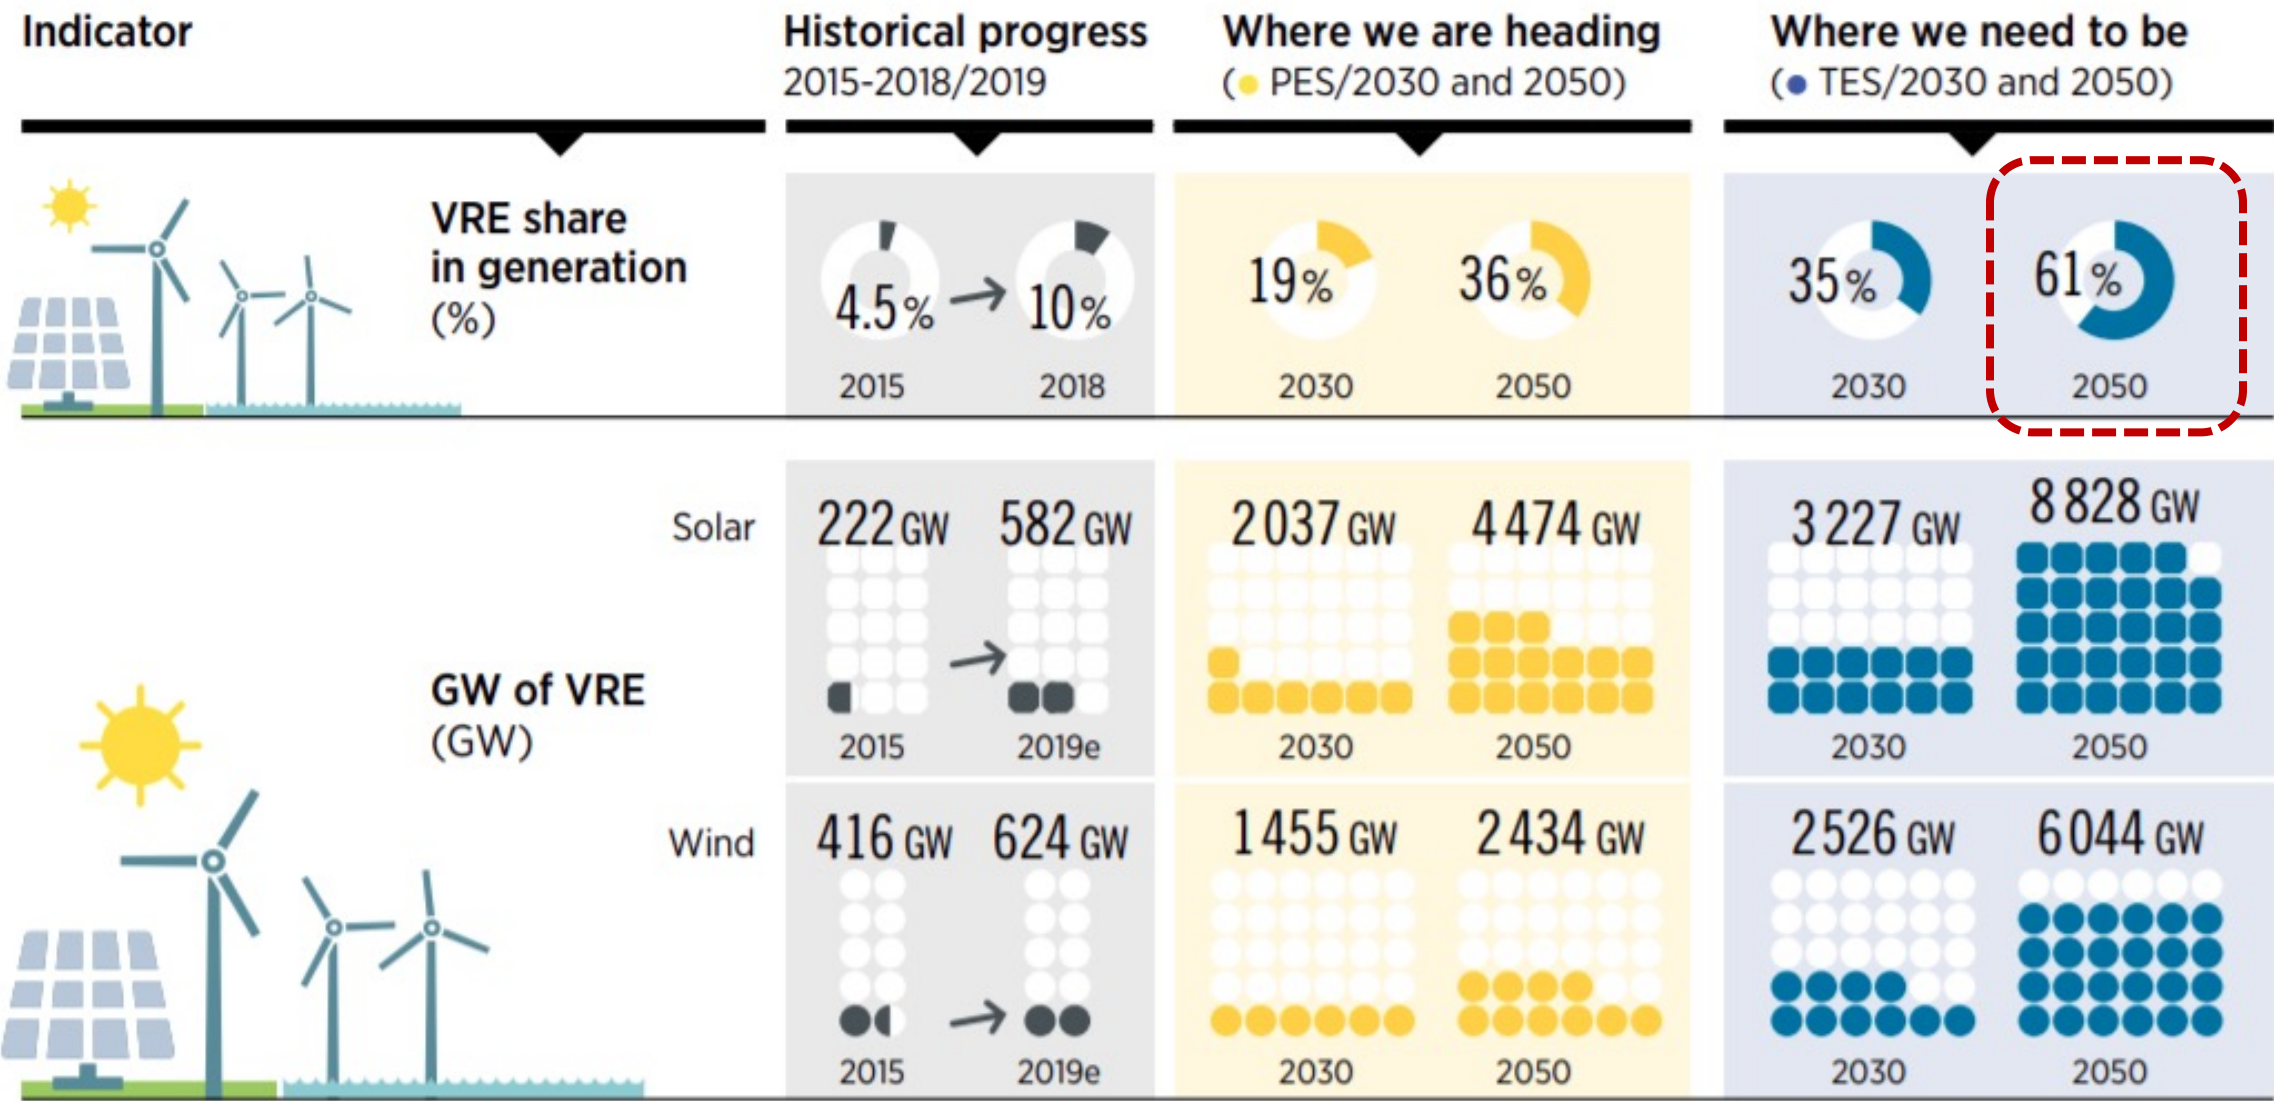 Indicator
Historical progress
2015-2018/2019
Where we are heading
(● PES/2030 and 2050)
Where we need to be
(● TES/2030 and 2050)
VRE share
in generation
(%)
4.5%
10%
2015
2018
19%
36%
2030
2050
35%
61%
2030
2050
GW of VRE
(GW)
Solar
222 GW
582 GW
2015
2019e
2 037 GW
4 474 GW
2030
2050
3 227 GW
8 828 GW
2030
2050
Wind
416 GW
624 GW
2015
2019e
1 455 GW
2 434 GW
2030
2050
2 526 GW
6 044 GW
2030
2050